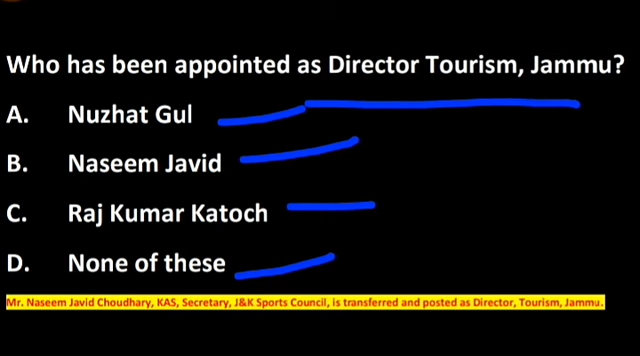 Who has been appointed as Director Tourism, Jammu?
A. Nuzhat Gul
B. Naseem Javid
C. Raj Kumar Katoch
D. None of these
Mr. Naseem Javid Choudhary, KAS, Secretary, J&K Sports Council, is transferred and posted as Director, Tourism, Jammu.